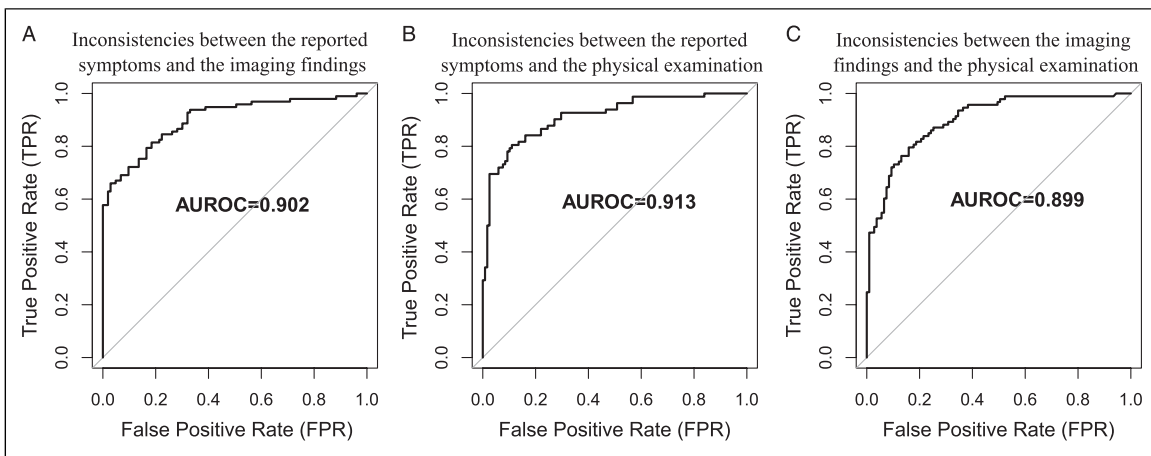 A
Inconsistencies between the reported
symptoms and the imaging findings
True Positive Rate (TPR)
1.0
0.8
0.6
0.4
0.2
0.0
AUROC=0.902
0.0 0.2 0.4 0.6 0.8 1.0
False Positive Rate (FPR)
B
Inconsistencies between the reported
symptoms and the physical examination
True Positive Rate (TPR)
1.0
0.8
0.6
0.4
0.2
0.0
AUROC=0.913
0.0 0.2 0.4 0.6 0.8 1.0
False Positive Rate (FPR)
C
Inconsistencies between the imaging
findings and the physical examination
True Positive Rate (TPR)
1.0
0.8
0.6
0.4
0.2
0.0
AUROC=0.899
0.0 0.2 0.4 0.6 0.8 1.0
False Positive Rate (FPR)